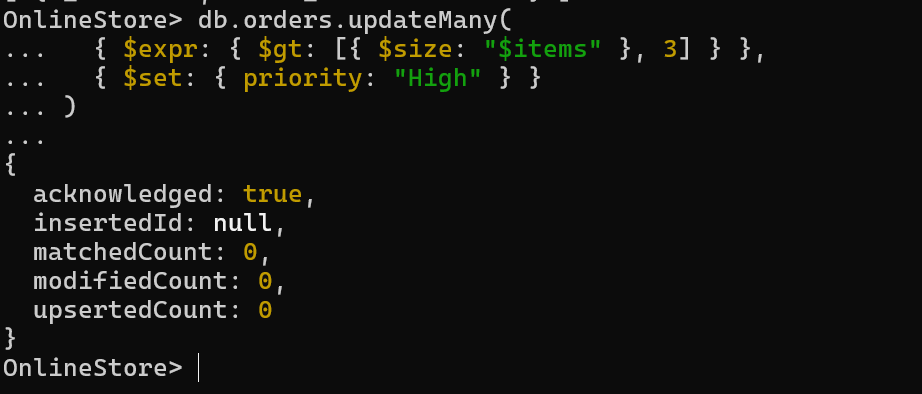 OnlineStore> db.orders.updateMany(
...   { $expr: { $gt: [{ $size: "$items" }, 3] } },
...   { $set: { priority: "High" } }
... )
...
{
  acknowledged: true,
  insertedId: null,
  matchedCount: 0,
  modifiedCount: 0,
  upsertedCount: 0
}
OnlineStore>